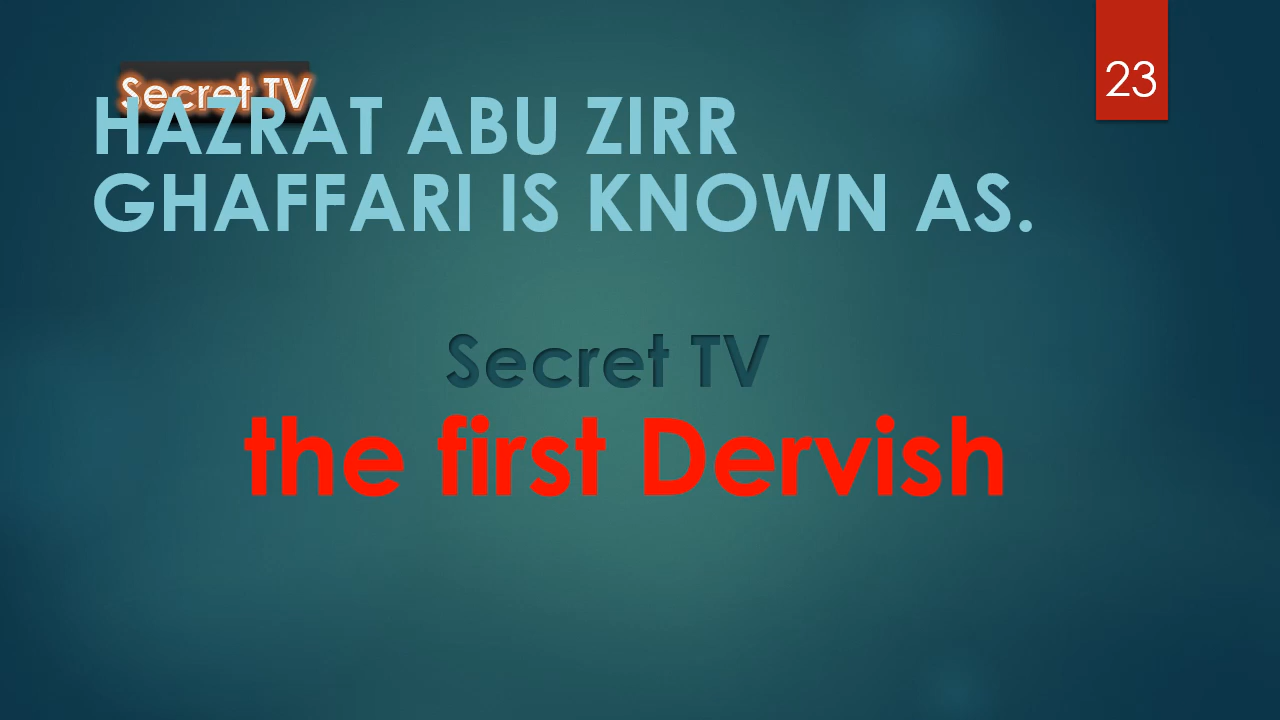 23
Secret TV
HAZRAT ABU ZIRR
GHAFFARI IS KNOWN AS.
Secret TV
the first Dervish